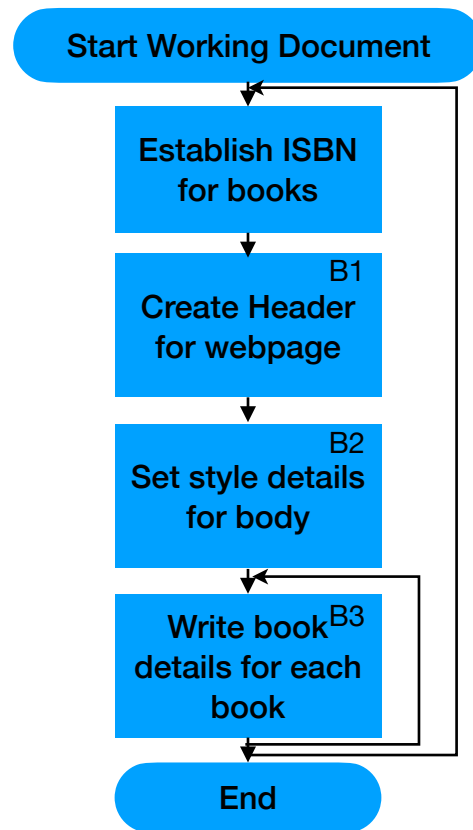 Start Working Document
Establish ISBN
for books
B1
Create Header
for webpage
B2
Set style details
for body
B3
Write book
details for each
book
End